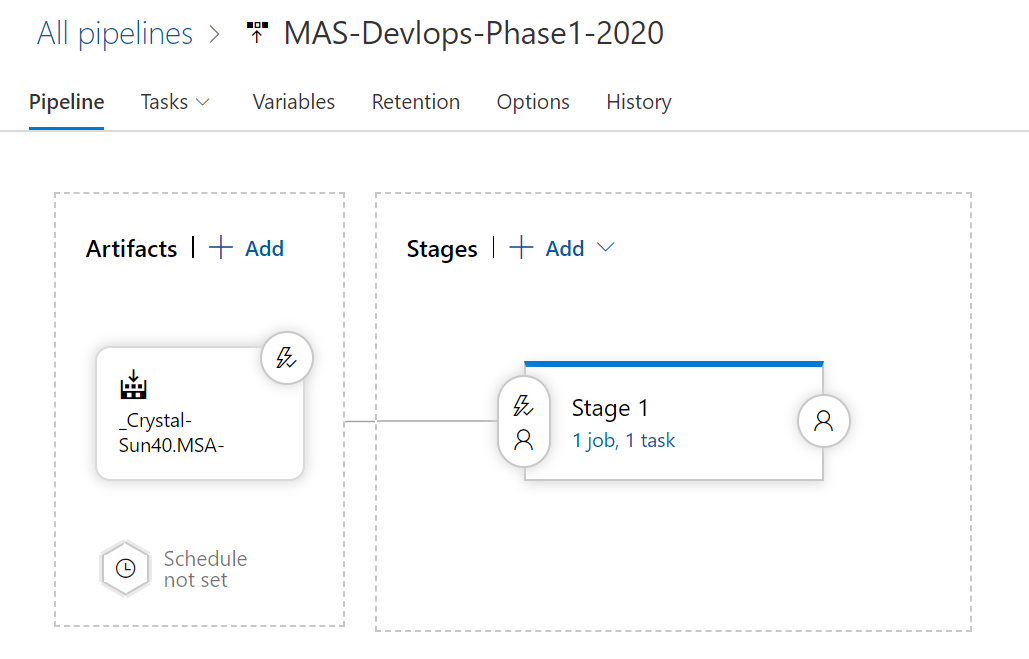 All pipelines > MAS-Devlops-Phase1-2020
Pipeline Tasks Variables Retention Options History
Artifacts | + Add
Stages | + Add
_Crystal-
Sun40.MSA-
Schedule
not set
Stage 1
1 job, 1 task